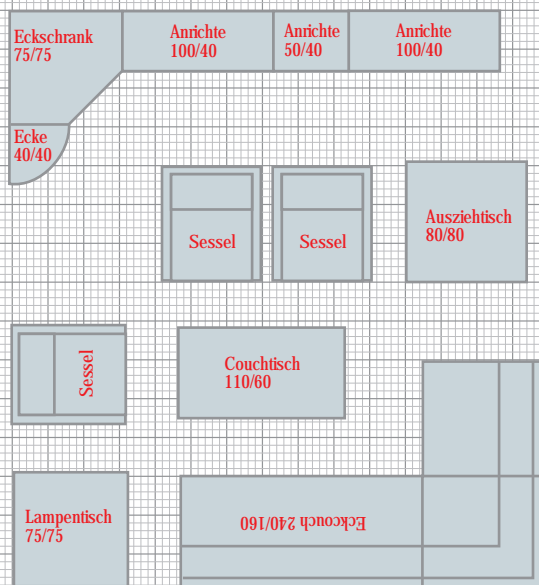 Eckschrank
75/75
Anrichte
100/40
Anrichte
50/40
Anrichte
100/40
Ecke
40/40
Sessel
Sessel
Ausziehtisch
80/80
Sessel
Couchtisch
110/60
Lampentisch
75/75
Eckcouch 240/160